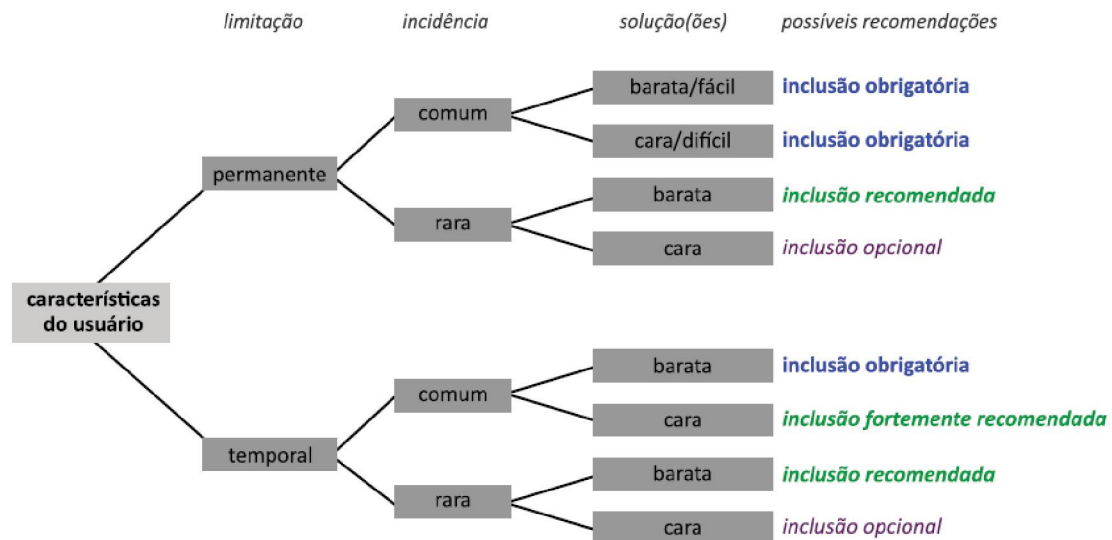 limitação incidência solução(ões) possíveis recomendações
barata/fácil inclusão obrigatória
comum
cara/difícil inclusão obrigatória
permanente
barata inclusão recomendada
rara
cara inclusão opcional
características
do usuário
barata inclusão obrigatória
comum
cara inclusão fortemente recomendada
temporal
barata inclusão recomendada
rara
cara inclusão opcional